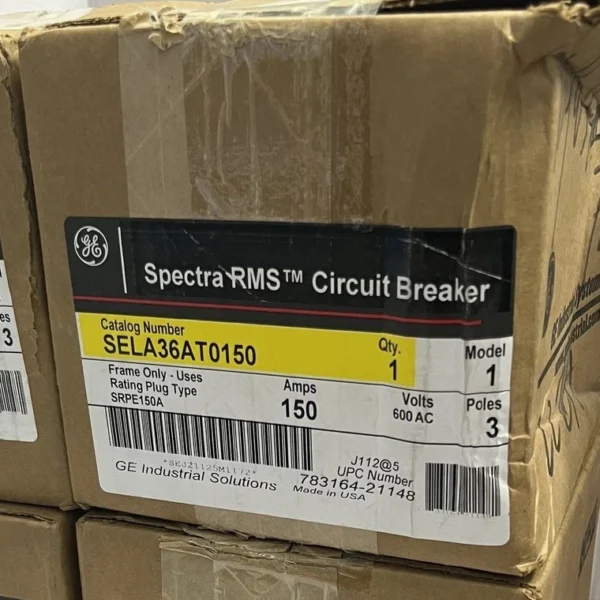 GE
Spectra RMS™ Circuit Breaker
Catalog Number
SELA36AT0150
Qty.
1
Model
1
Frame Only - Uses
Rating Plug Type
SRPE150A
Amps
150
Volts
600 AC
Poles
3
J112@5
UPC Number
783164-21148
GE Industrial Solutions
Made in USA
es
3